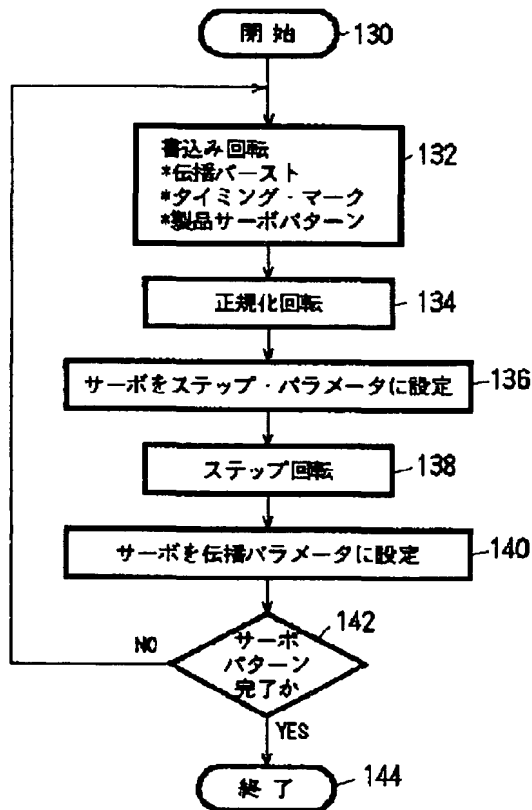 開始
130
書込み回転
*伝播バースト
*タイミング・マーク
*製品サーボパターン
132
正規化回転
134
サーボをステップ・パラメータに設定
136
ステップ回転
138
サーボを伝播パラメータに設定
140
142
NO
サーボ
パターン
完了か
YES
終了
144